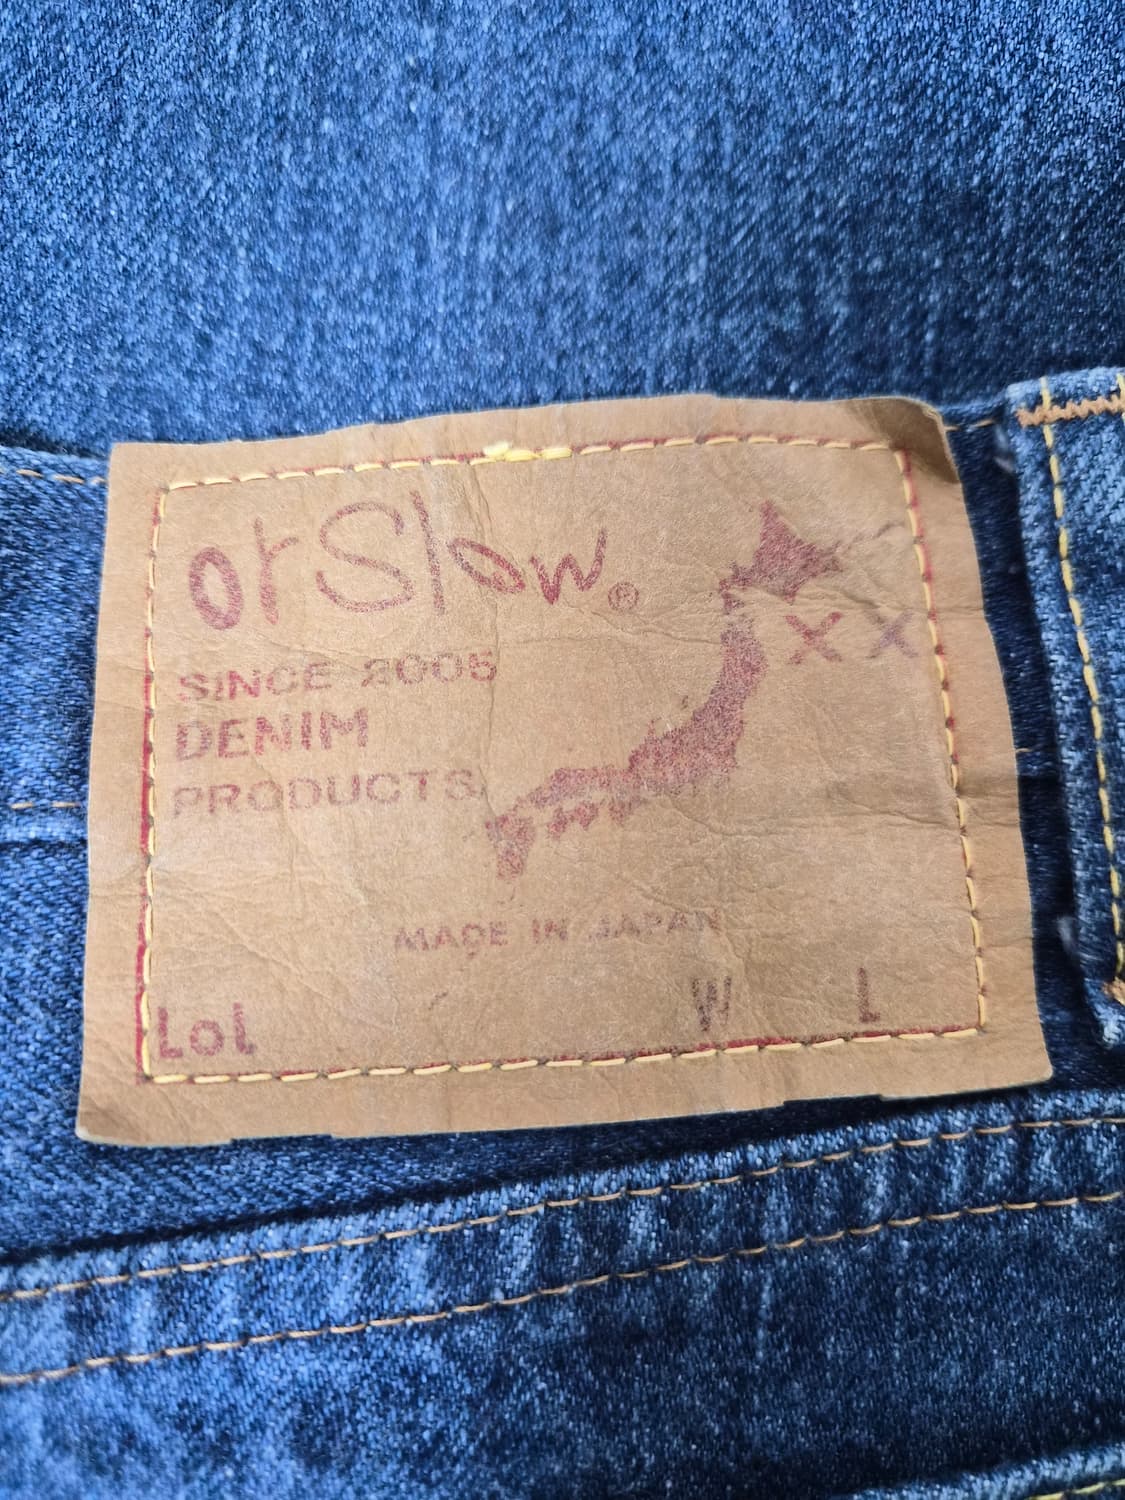 orSlow®
SINCE 2005
DENIM
PRODUCTS
XX
MADE IN JAPAN
Lot W L